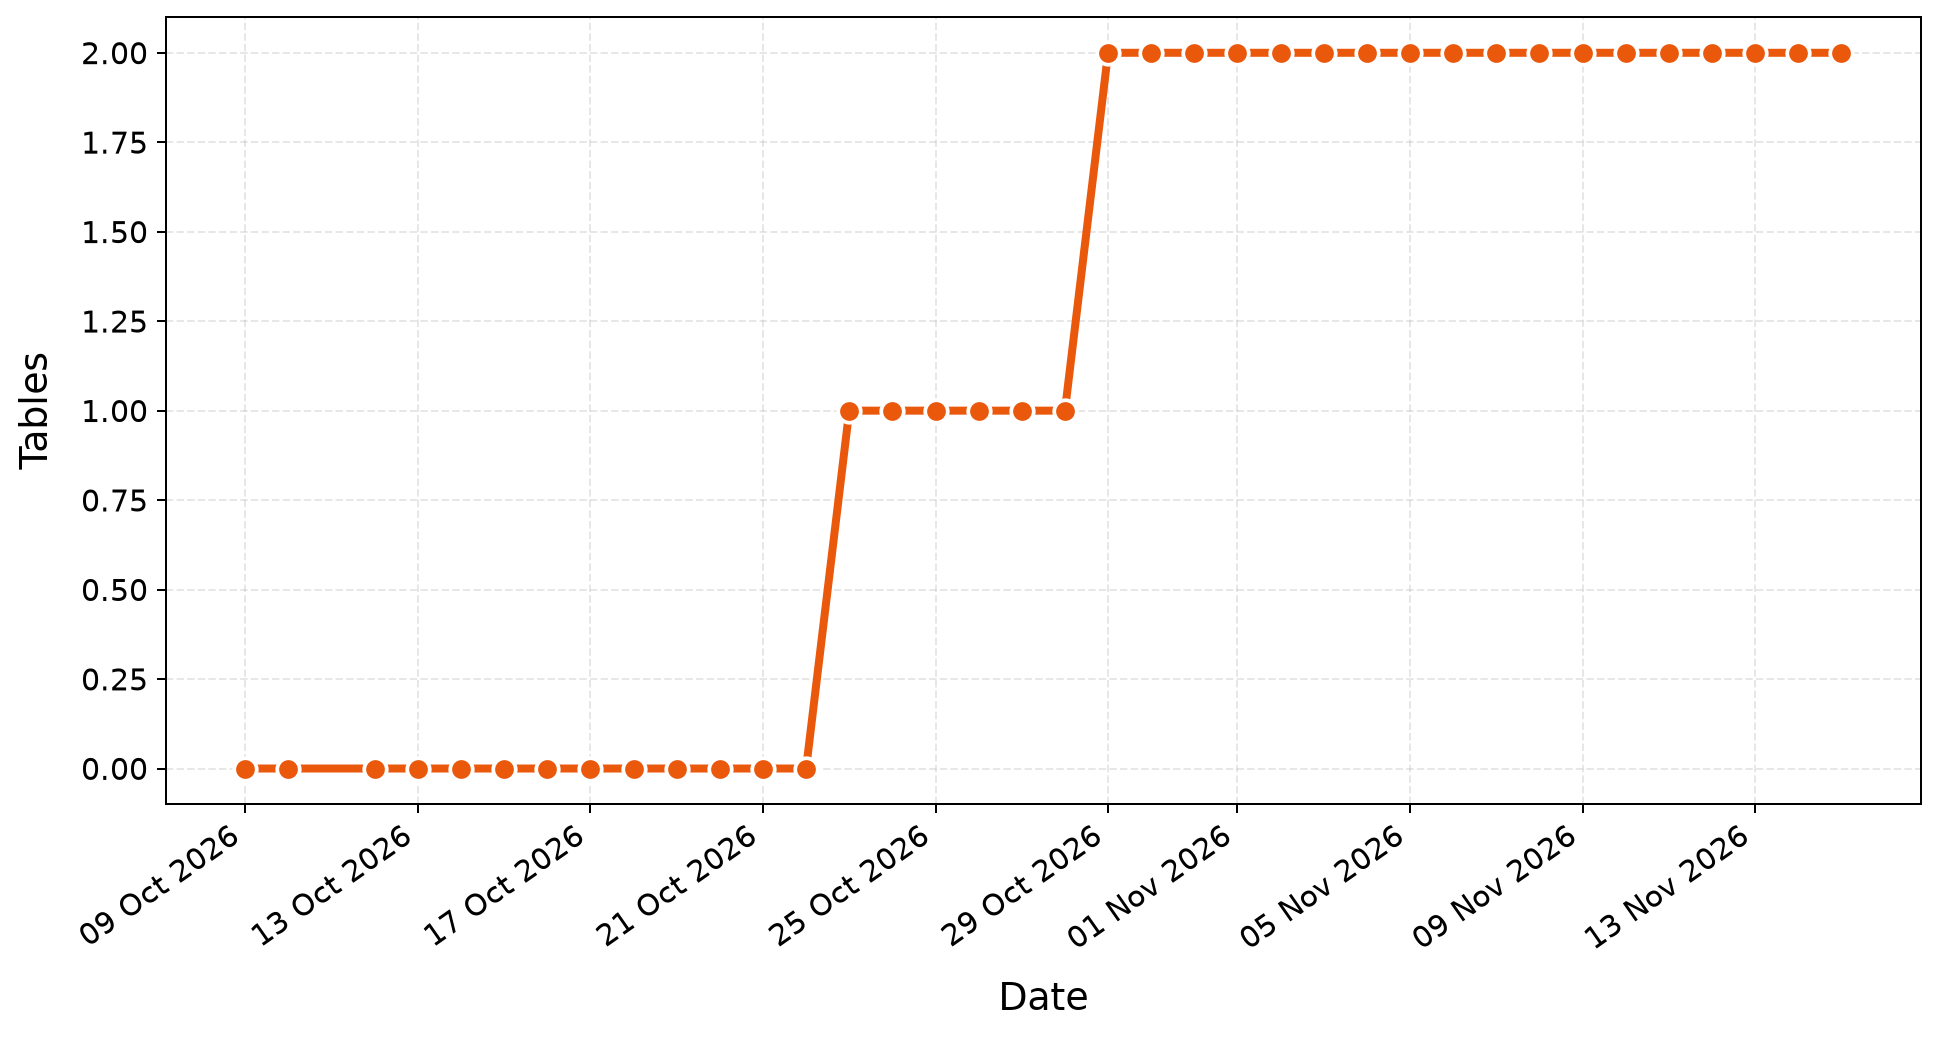 2.00
1.75
1.50
1.25
1.00
0.75
0.50
0.25
0.00
Tables
09 Oct 2026
13 Oct 2026
17 Oct 2026
21 Oct 2026
25 Oct 2026
29 Oct 2026
01 Nov 2026
05 Nov 2026
09 Nov 2026
13 Nov 2026
Date